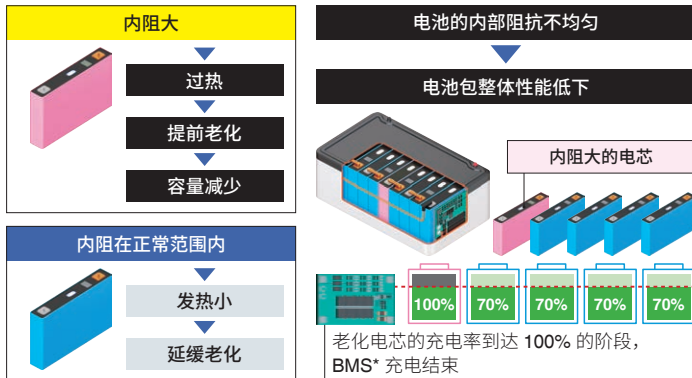 内阻大
过热
提前老化
容量减少
内阻在正常范围内
发热小
延缓老化
电池的内部阻抗不均匀
电池包整体性能低下
内阻大的电芯
100%
70%
70%
70%
70%
老化电芯的充电率到达 100% 的阶段，
BMS* 充电结束